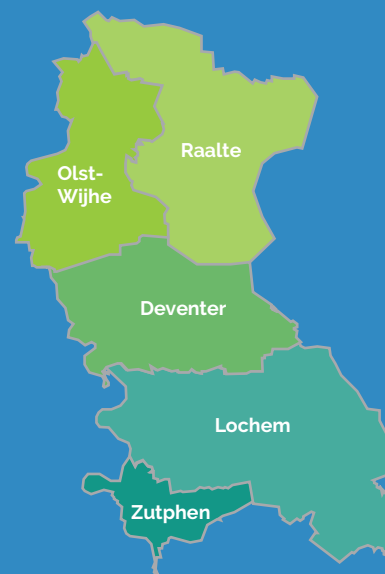 Raalte
Olst-
Wijhe
Deventer
Lochem
Zutphen